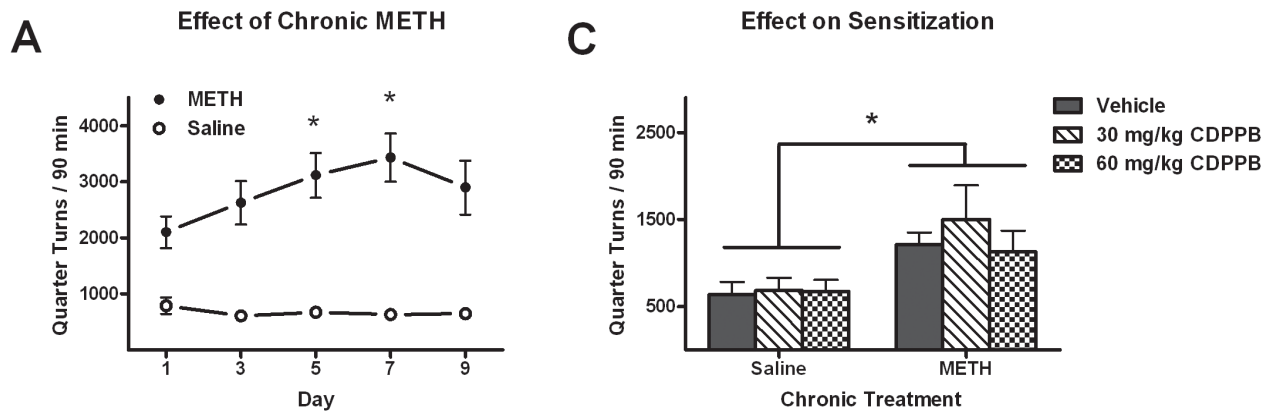 A
Effect of Chronic METH
METH
Saline
*
*
Quarter Turns / 90 min
4000
3000
2000
1000
1 3 5 7 9
Day
C
Effect on Sensitization
*
Vehicle
30 mg/kg CDPPB
60 mg/kg CDPPB
Quarter Turns / 90 min
2500
1500
500
Saline METH
Chronic Treatment